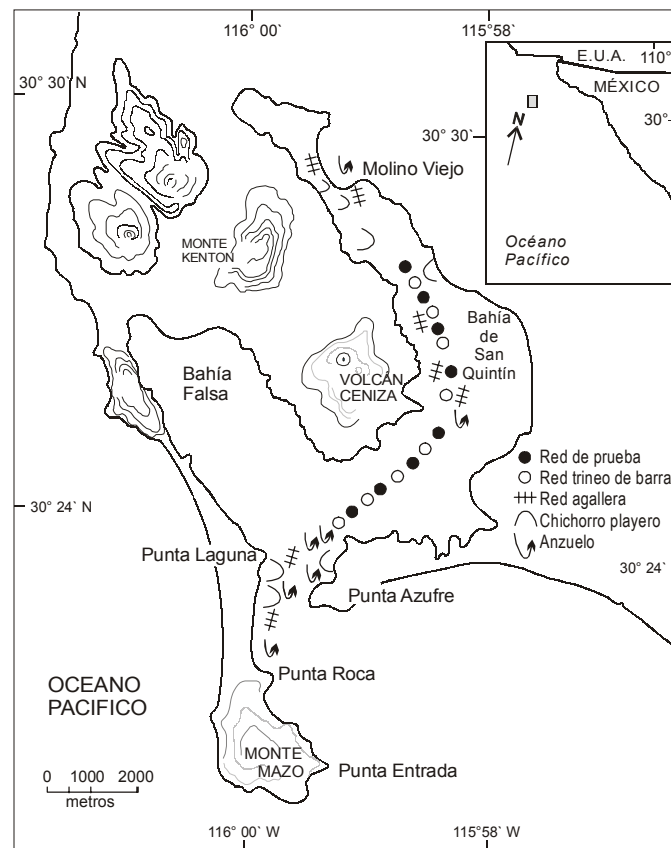 116° 00`
115° 58`
30° 30` N
E.U.A.
110°
MÉXICO
30°
N
Océano
Pacífico
30° 30`
Molino Viejo
MONTE
KENTON
Bahía
de
San
Quintín
Bahía
Falsa
VOLCÁN
CENIZA
Red de prueba
Red trineo de barra
Red agallera
Chichorro playero
Anzuelo
30° 24` N
30° 24`
Punta Laguna
Punta Azufre
Punta Roca
OCEANO
PACIFICO
MONTE
MAZO
Punta Entrada
0 1000 2000
metros
116° 00` W
115° 58` W